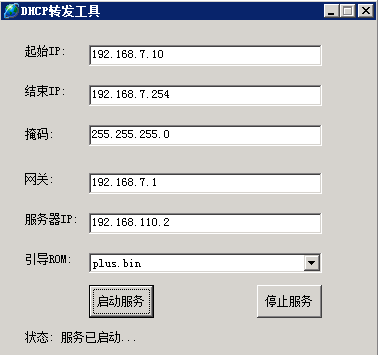 DHCP转发工具
起始IP: 192.168.7.10
结束IP: 192.168.7.254
掩码: 255.255.255.0
网关: 192.168.7.1
服务器IP: 192.168.110.2
引导ROM: plus.bin
启动服务 停止服务
状态: 服务已启动...